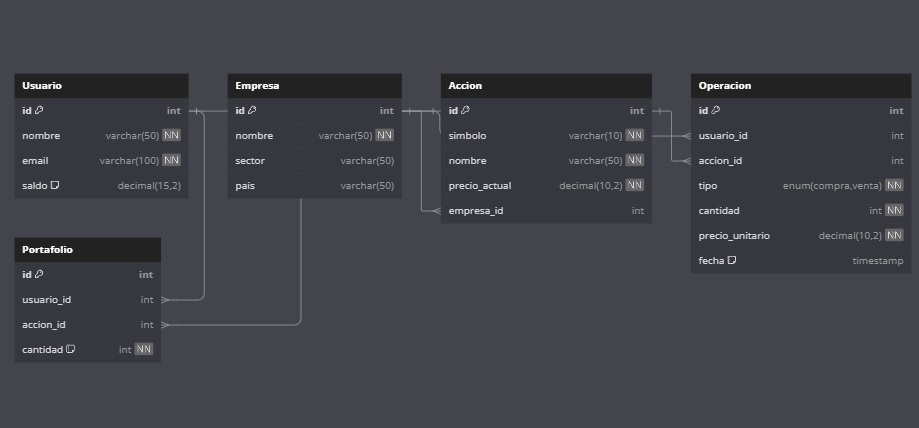 Usuario
id int
nombre varchar(50) NN
email varchar(100) NN
saldo decimal(15,2)
Empresa
id int
nombre varchar(50) NN
sector varchar(50)
pais varchar(50)
Accion
id int
simbolo varchar(10) NN
nombre varchar(50) NN
precio_actual decimal(10,2) NN
empresa_id int
Operacion
id int
usuario_id int
accion_id int
tipo enum(compra,venta) NN
cantidad int NN
precio_unitario decimal(10,2) NN
fecha timestamp
Portafolio
id int
usuario_id int
accion_id int
cantidad int NN